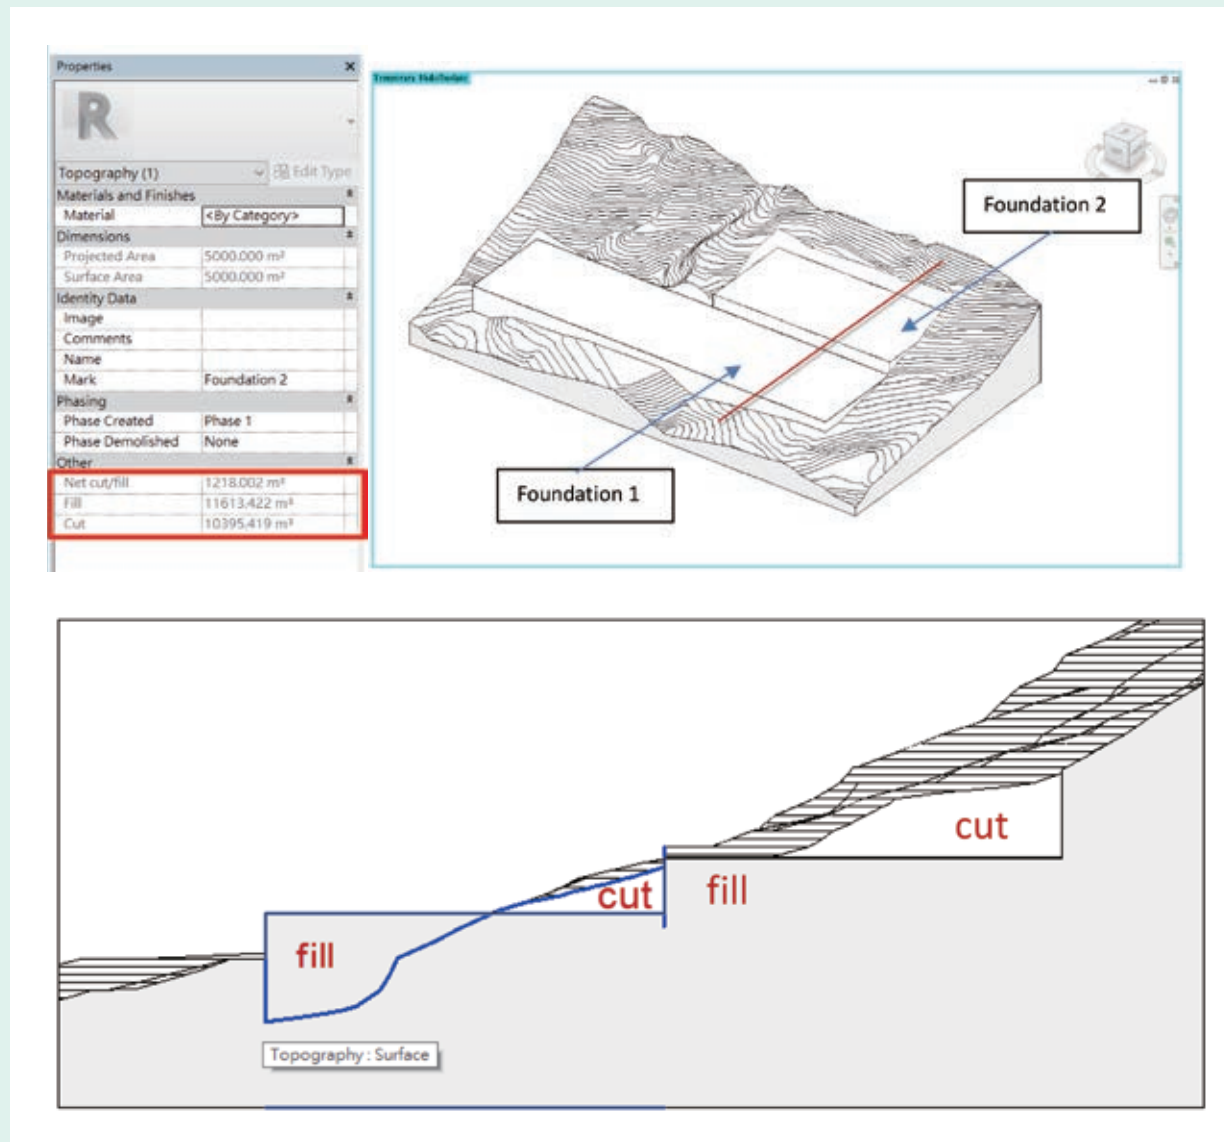 Properties
R
Topography (1)
Edit Type
Materials and Finishes
Material <By Category>
Dimensions
Projected Area 5000.000 m²
Surface Area 5000.000 m²
Identity Data
Image
Comments
Name
Mark Foundation 2
Phasing
Phase Created Phase 1
Phase Demolished None
Other
Net cut/fill 1218.002 m³
Fill 11613.422 m³
Cut 10395.419 m³
Foundation 2
Foundation 1
cut
cut
fill
fill
Topography : Surface